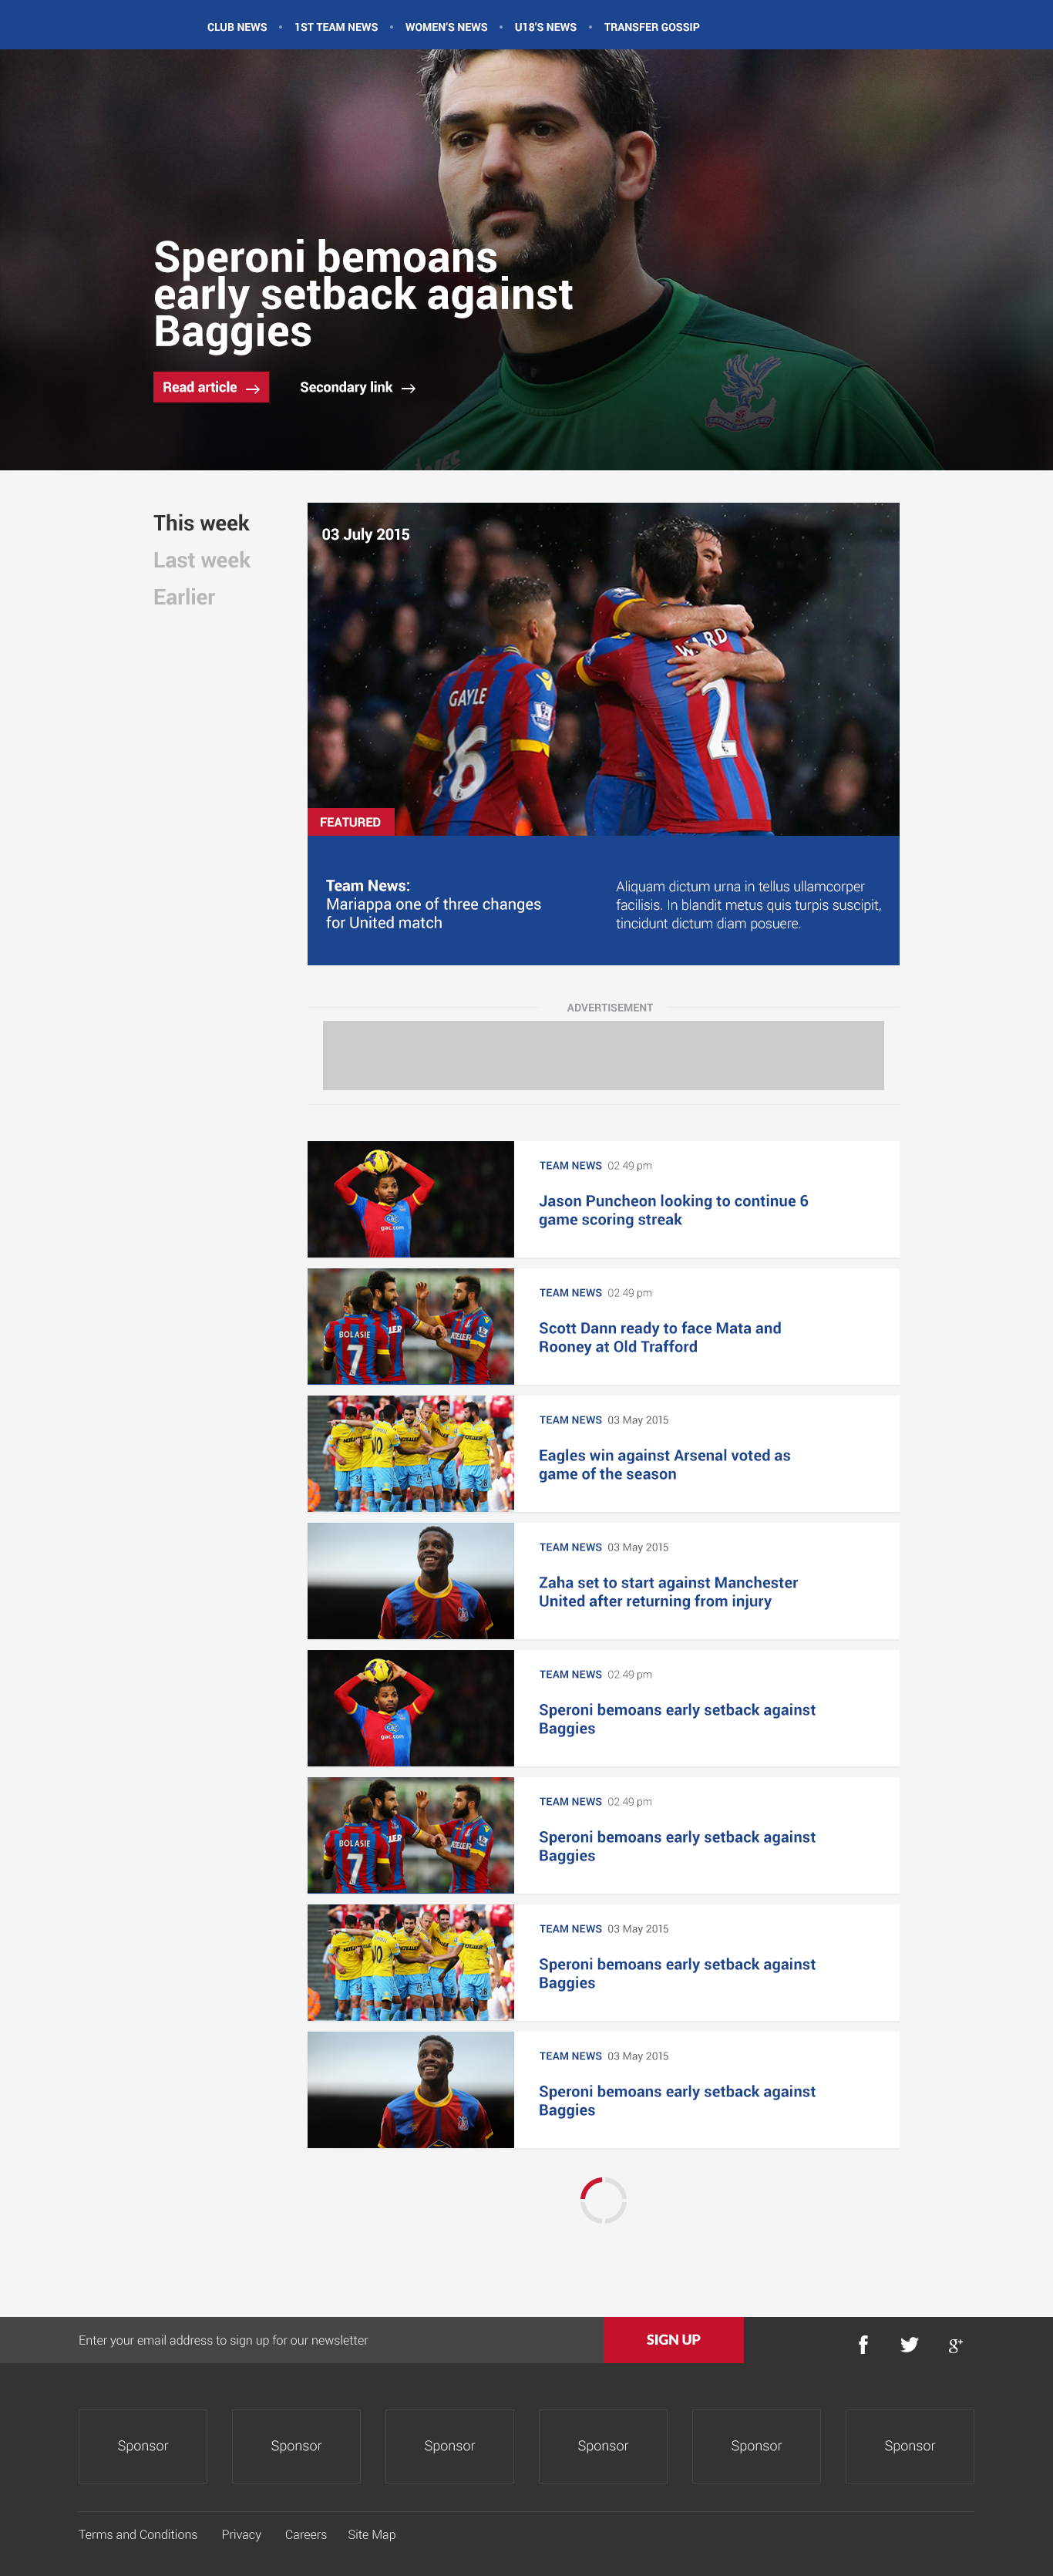 CLUB NEWS • 1ST TEAM NEWS • WOMEN'S NEWS • U18'S NEWS • TRANSFER GOSSIP
Speroni bemoans
early setback against
Baggies
Read article →
Secondary link →
This week
Last week
Earlier
03 July 2015
WARD
2
GAYLE
16
FEATURED
Team News:
Mariappa one of three changes
for United match
Aliquam dictum urna in tellus ullamcorper
facilisis. In blandit metus quis turpis suscipit,
tincidunt dictum diam posuere.
ADVERTISEMENT
gac.com
TEAM NEWS 02.49 pm
Jason Puncheon looking to continue 6
game scoring streak
BOLASIE
7
TEAM NEWS 02.49 pm
Scott Dann ready to face Mata and
Rooney at Old Trafford
TEAM NEWS 03 May 2015
Eagles win against Arsenal voted as
game of the season
TEAM NEWS 03 May 2015
Zaha set to start against Manchester
United after returning from injury
gac.com
TEAM NEWS 02.49 pm
Speroni bemoans early setback against
Baggies
BOLASIE
7
TEAM NEWS 02.49 pm
Speroni bemoans early setback against
Baggies
TEAM NEWS 03 May 2015
Speroni bemoans early setback against
Baggies
TEAM NEWS 03 May 2015
Speroni bemoans early setback against
Baggies
Enter your email address to sign up for our newsletter
SIGN UP
Sponsor
Sponsor
Sponsor
Sponsor
Sponsor
Sponsor
Terms and Conditions
Privacy
Careers
Site Map